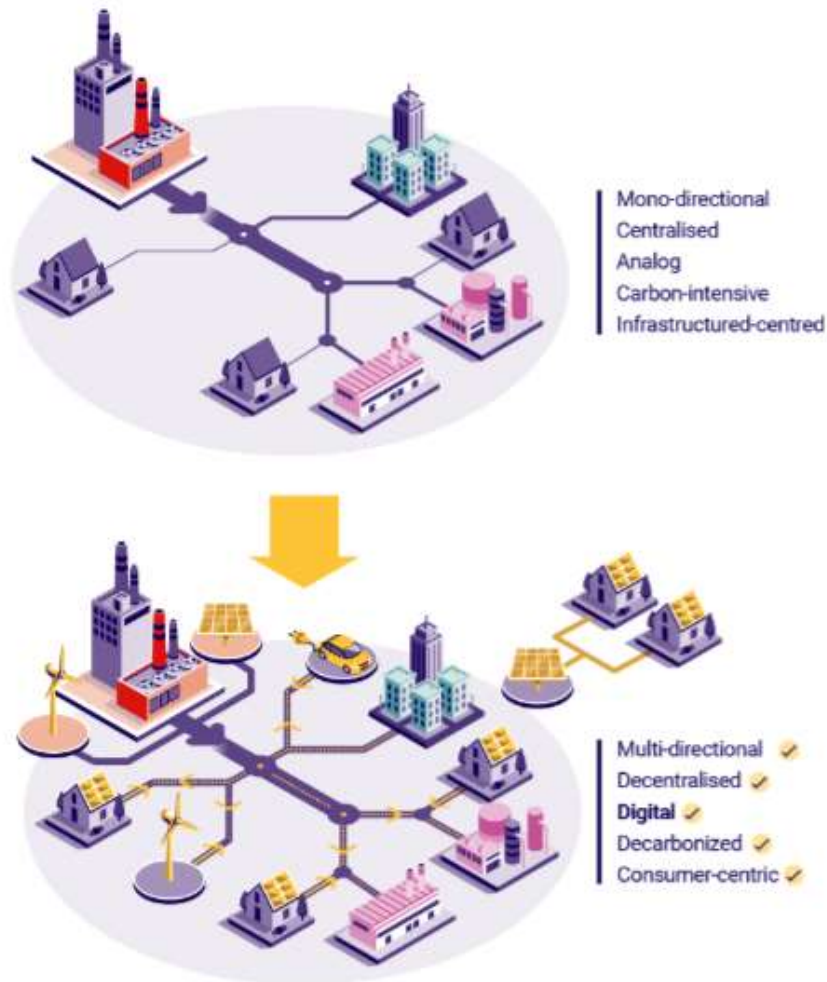 Mono-directional
Centralised
Analog
Carbon-intensive
Infrastructured-centred
Multi-directional
Decentralised
Digital
Decarbonized
Consumer-centric